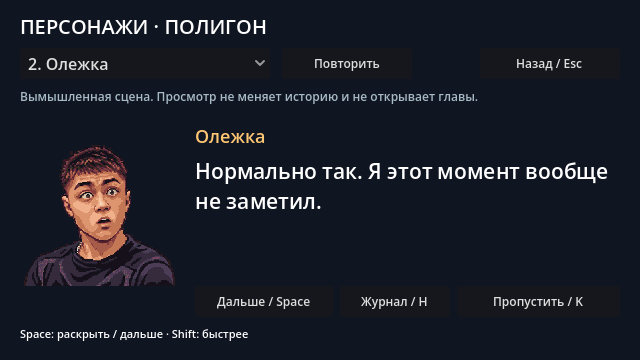 ПЕРСОНАЖИ · ПОЛИГОН
2. Олежка
Повторить
Назад / Esc
Вымышленная сцена. Просмотр не меняет историю и не открывает главы.
Олежка
Нормально так. Я этот момент вообще
не заметил.
Дальше / Space
Журнал / H
Пропустить / K
Space: раскрыть / дальше · Shift: быстрее